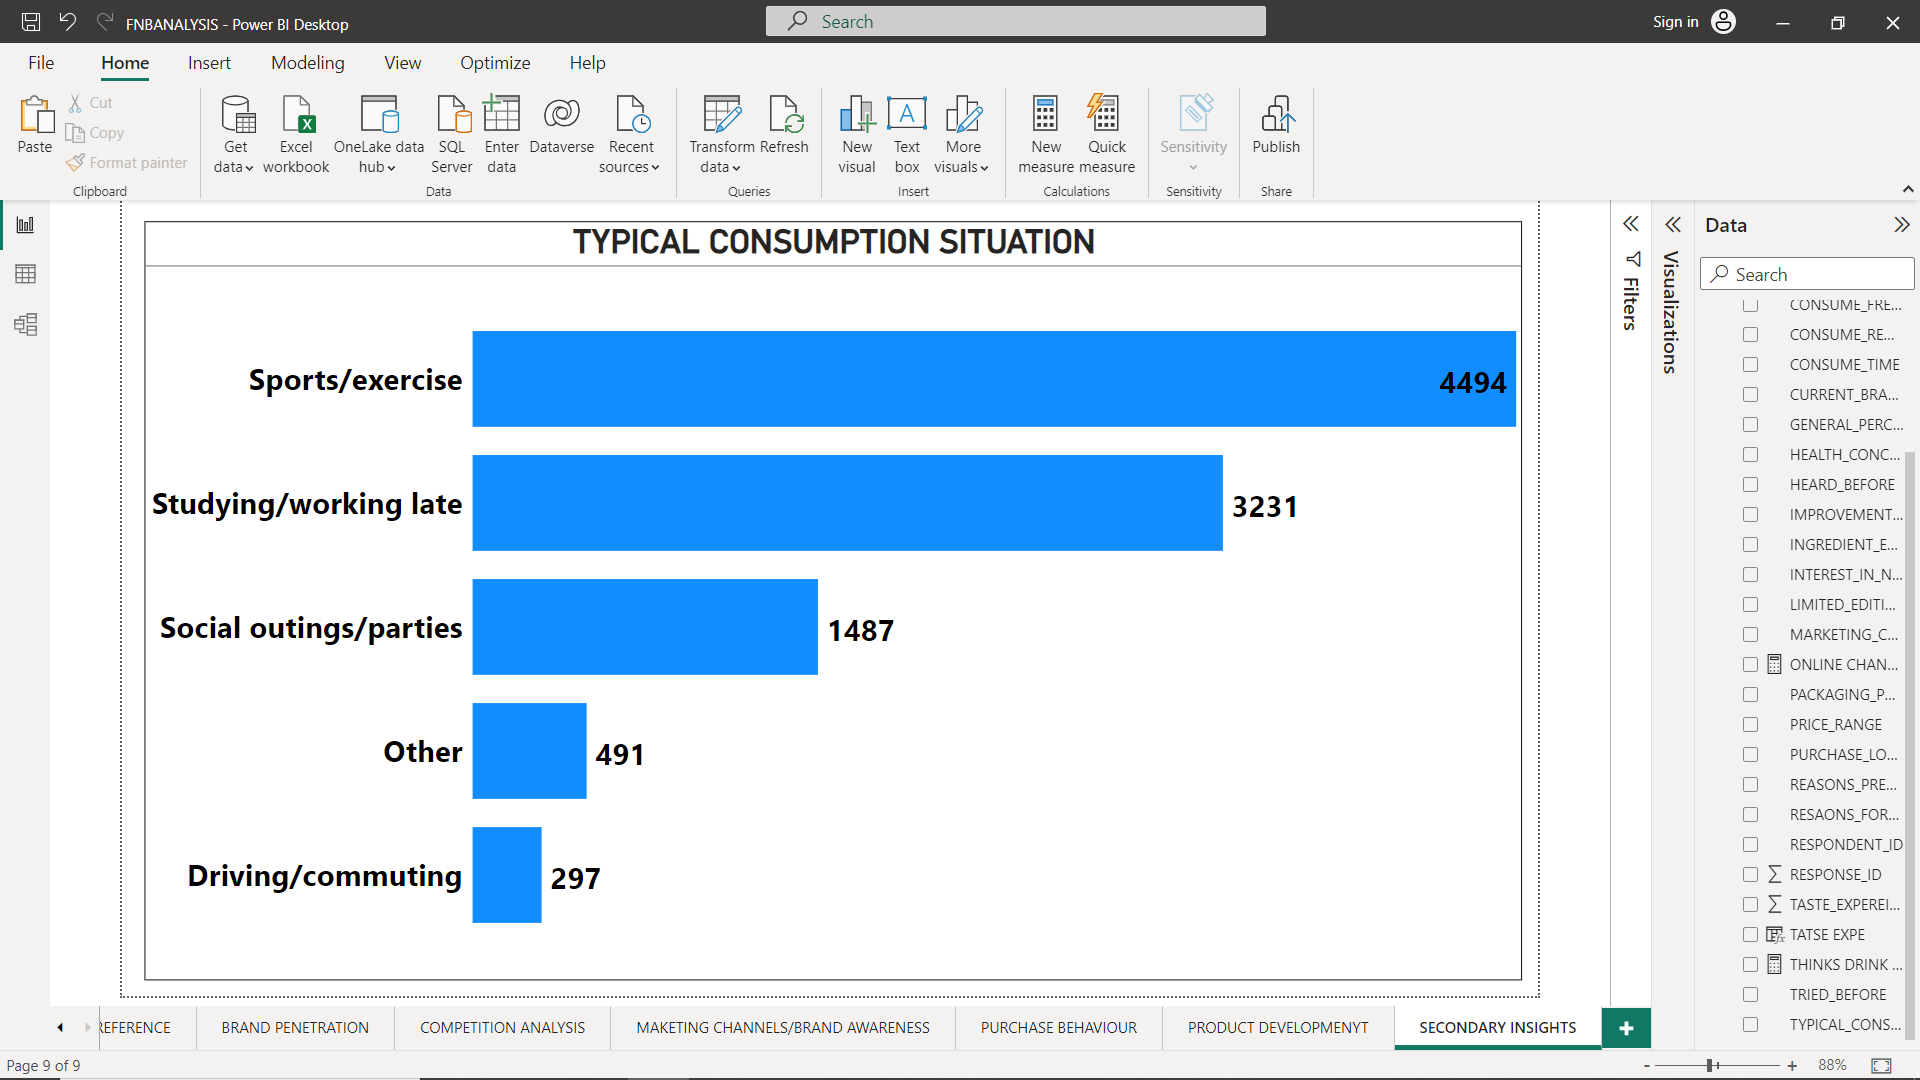 FNBANALYSIS - Power BI Desktop
Search
Sign in
File
Home
Insert
Modeling
View
Optimize
Help
Paste
Cut
Copy
Format painter
Clipboard
Get
data
Excel
workbook
OneLake data
hub
SQL
Server
Enter
data
Dataverse
Recent
sources
Data
Transform
data
Refresh
Queries
New
visual
Text
box
More
visuals
Insert
New
measure
Quick
measure
Calculations
Sensitivity
Sensitivity
Publish
Share
TYPICAL CONSUMPTION SITUATION
Sports/exercise
4494
Studying/working late
3231
Social outings/parties
1487
Other
491
Driving/commuting
297
Filters
Visualizations
Data
Search
CONSUME_FRE...
CONSUME_RE...
CONSUME_TIME
CURRENT_BRA...
GENERAL_PERC...
HEALTH_CONC...
HEARD_BEFORE
IMPROVEMENT...
INGREDIENT_E...
INTEREST_IN_N...
LIMITED_EDITI...
MARKETING_C...
ONLINE CHAN...
PACKAGING_P...
PRICE_RANGE
PURCHASE_LO...
REASONS_PRE...
RESAONS_FOR...
RESPONDENT_ID
RESPONSE_ID
TASTE_EXPEREI...
TATSE EXPE
THINKS DRINK ...
TRIED_BEFORE
TYPICAL_CONS...
REFERENCE
BRAND PENETRATION
COMPETITION ANALYSIS
MAKETING CHANNELS/BRAND AWARENESS
PURCHASE BEHAVIOUR
PRODUCT DEVELOPMENYT
SECONDARY INSIGHTS
Page 9 of 9
88%